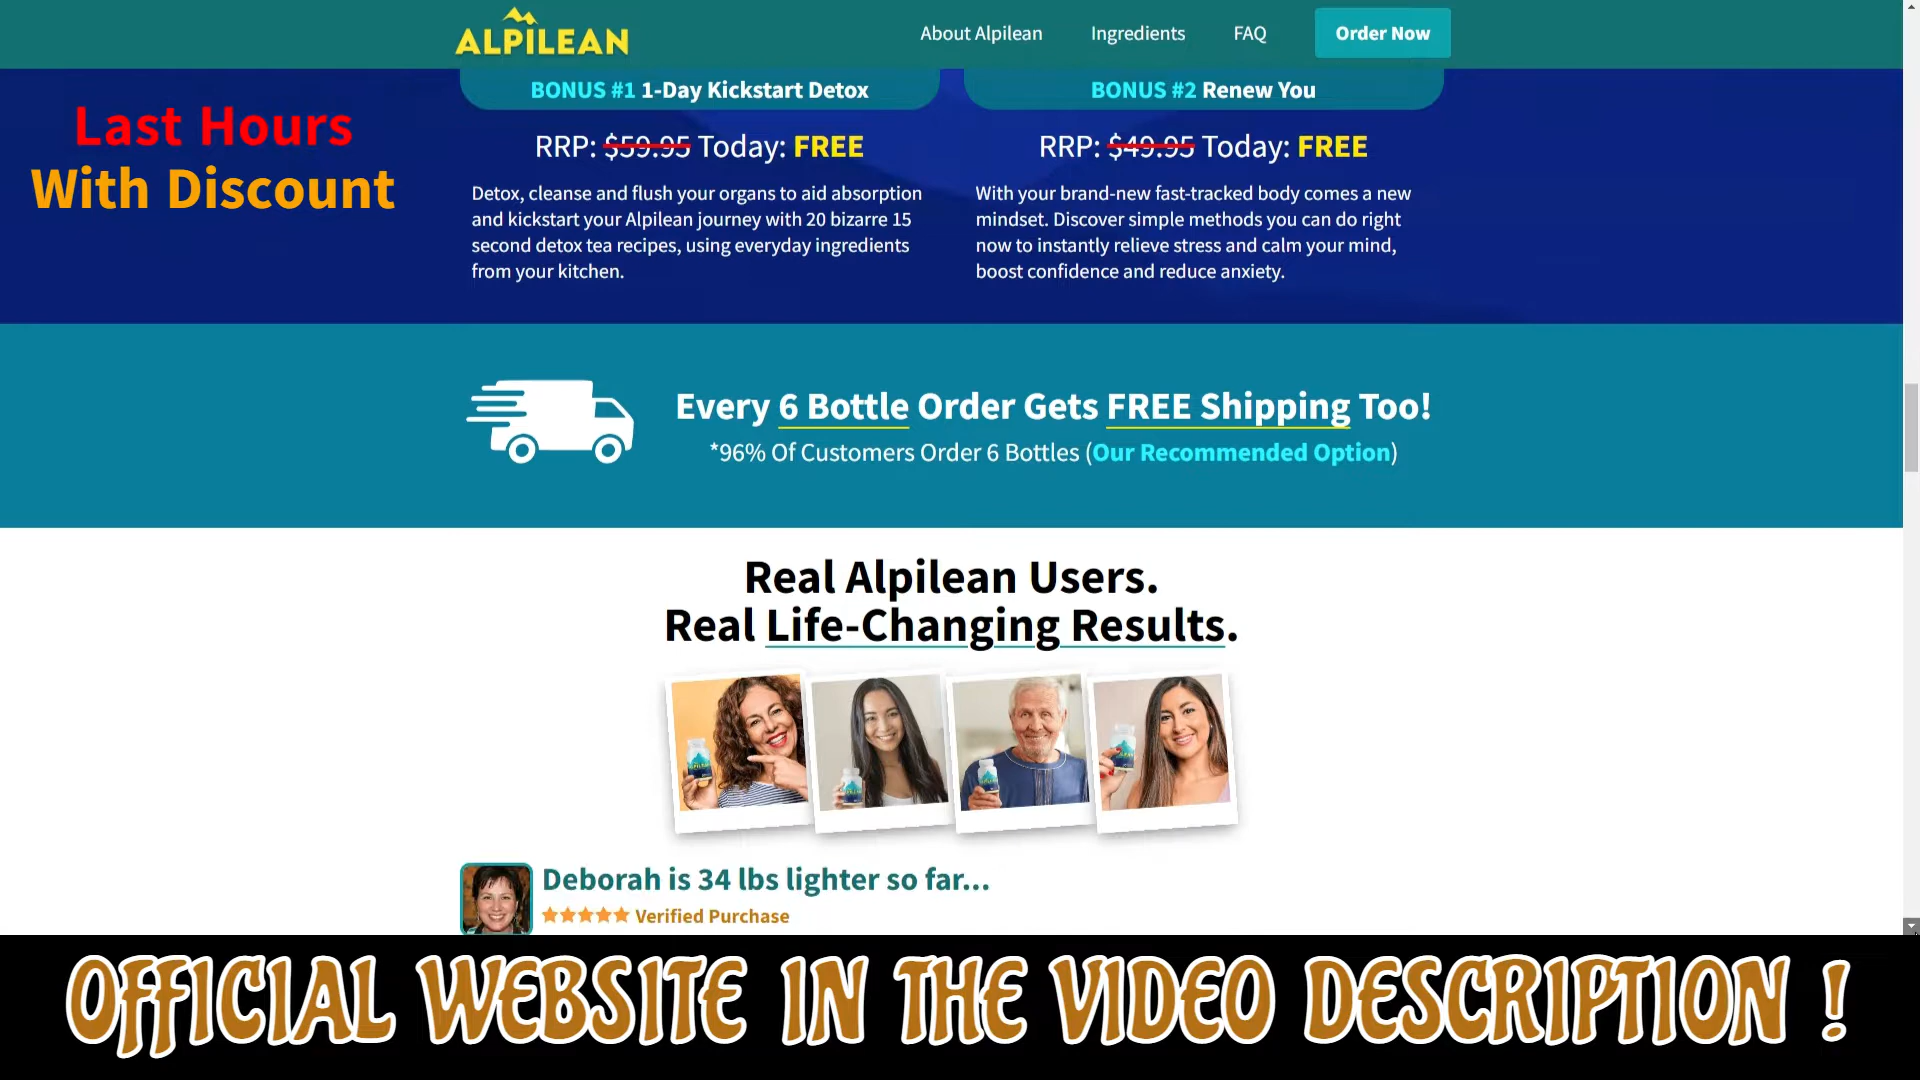 ALPILEAN
About Alpilean
Ingredients
FAQ
Order Now
Last Hours
With Discount
BONUS #1 1-Day Kickstart Detox
RRP: $59.95 Today: FREE
Detox, cleanse and flush your organs to aid absorption
and kickstart your Alpilean journey with 20 bizarre 15
second detox tea recipes, using everyday ingredients
from your kitchen.
BONUS #2 Renew You
RRP: $49.95 Today: FREE
With your brand-new fast-tracked body comes a new
mindset. Discover simple methods you can do right
now to instantly relieve stress and calm your mind,
boost confidence and reduce anxiety.
Every 6 Bottle Order Gets FREE Shipping Too!
*96% Of Customers Order 6 Bottles (Our Recommended Option)
Real Alpilean Users.
Real Life-Changing Results.
Deborah is 34 lbs lighter so far...
Verified Purchase
OFFICIAL WEBSITE IN THE VIDEO DESCRIPTION !